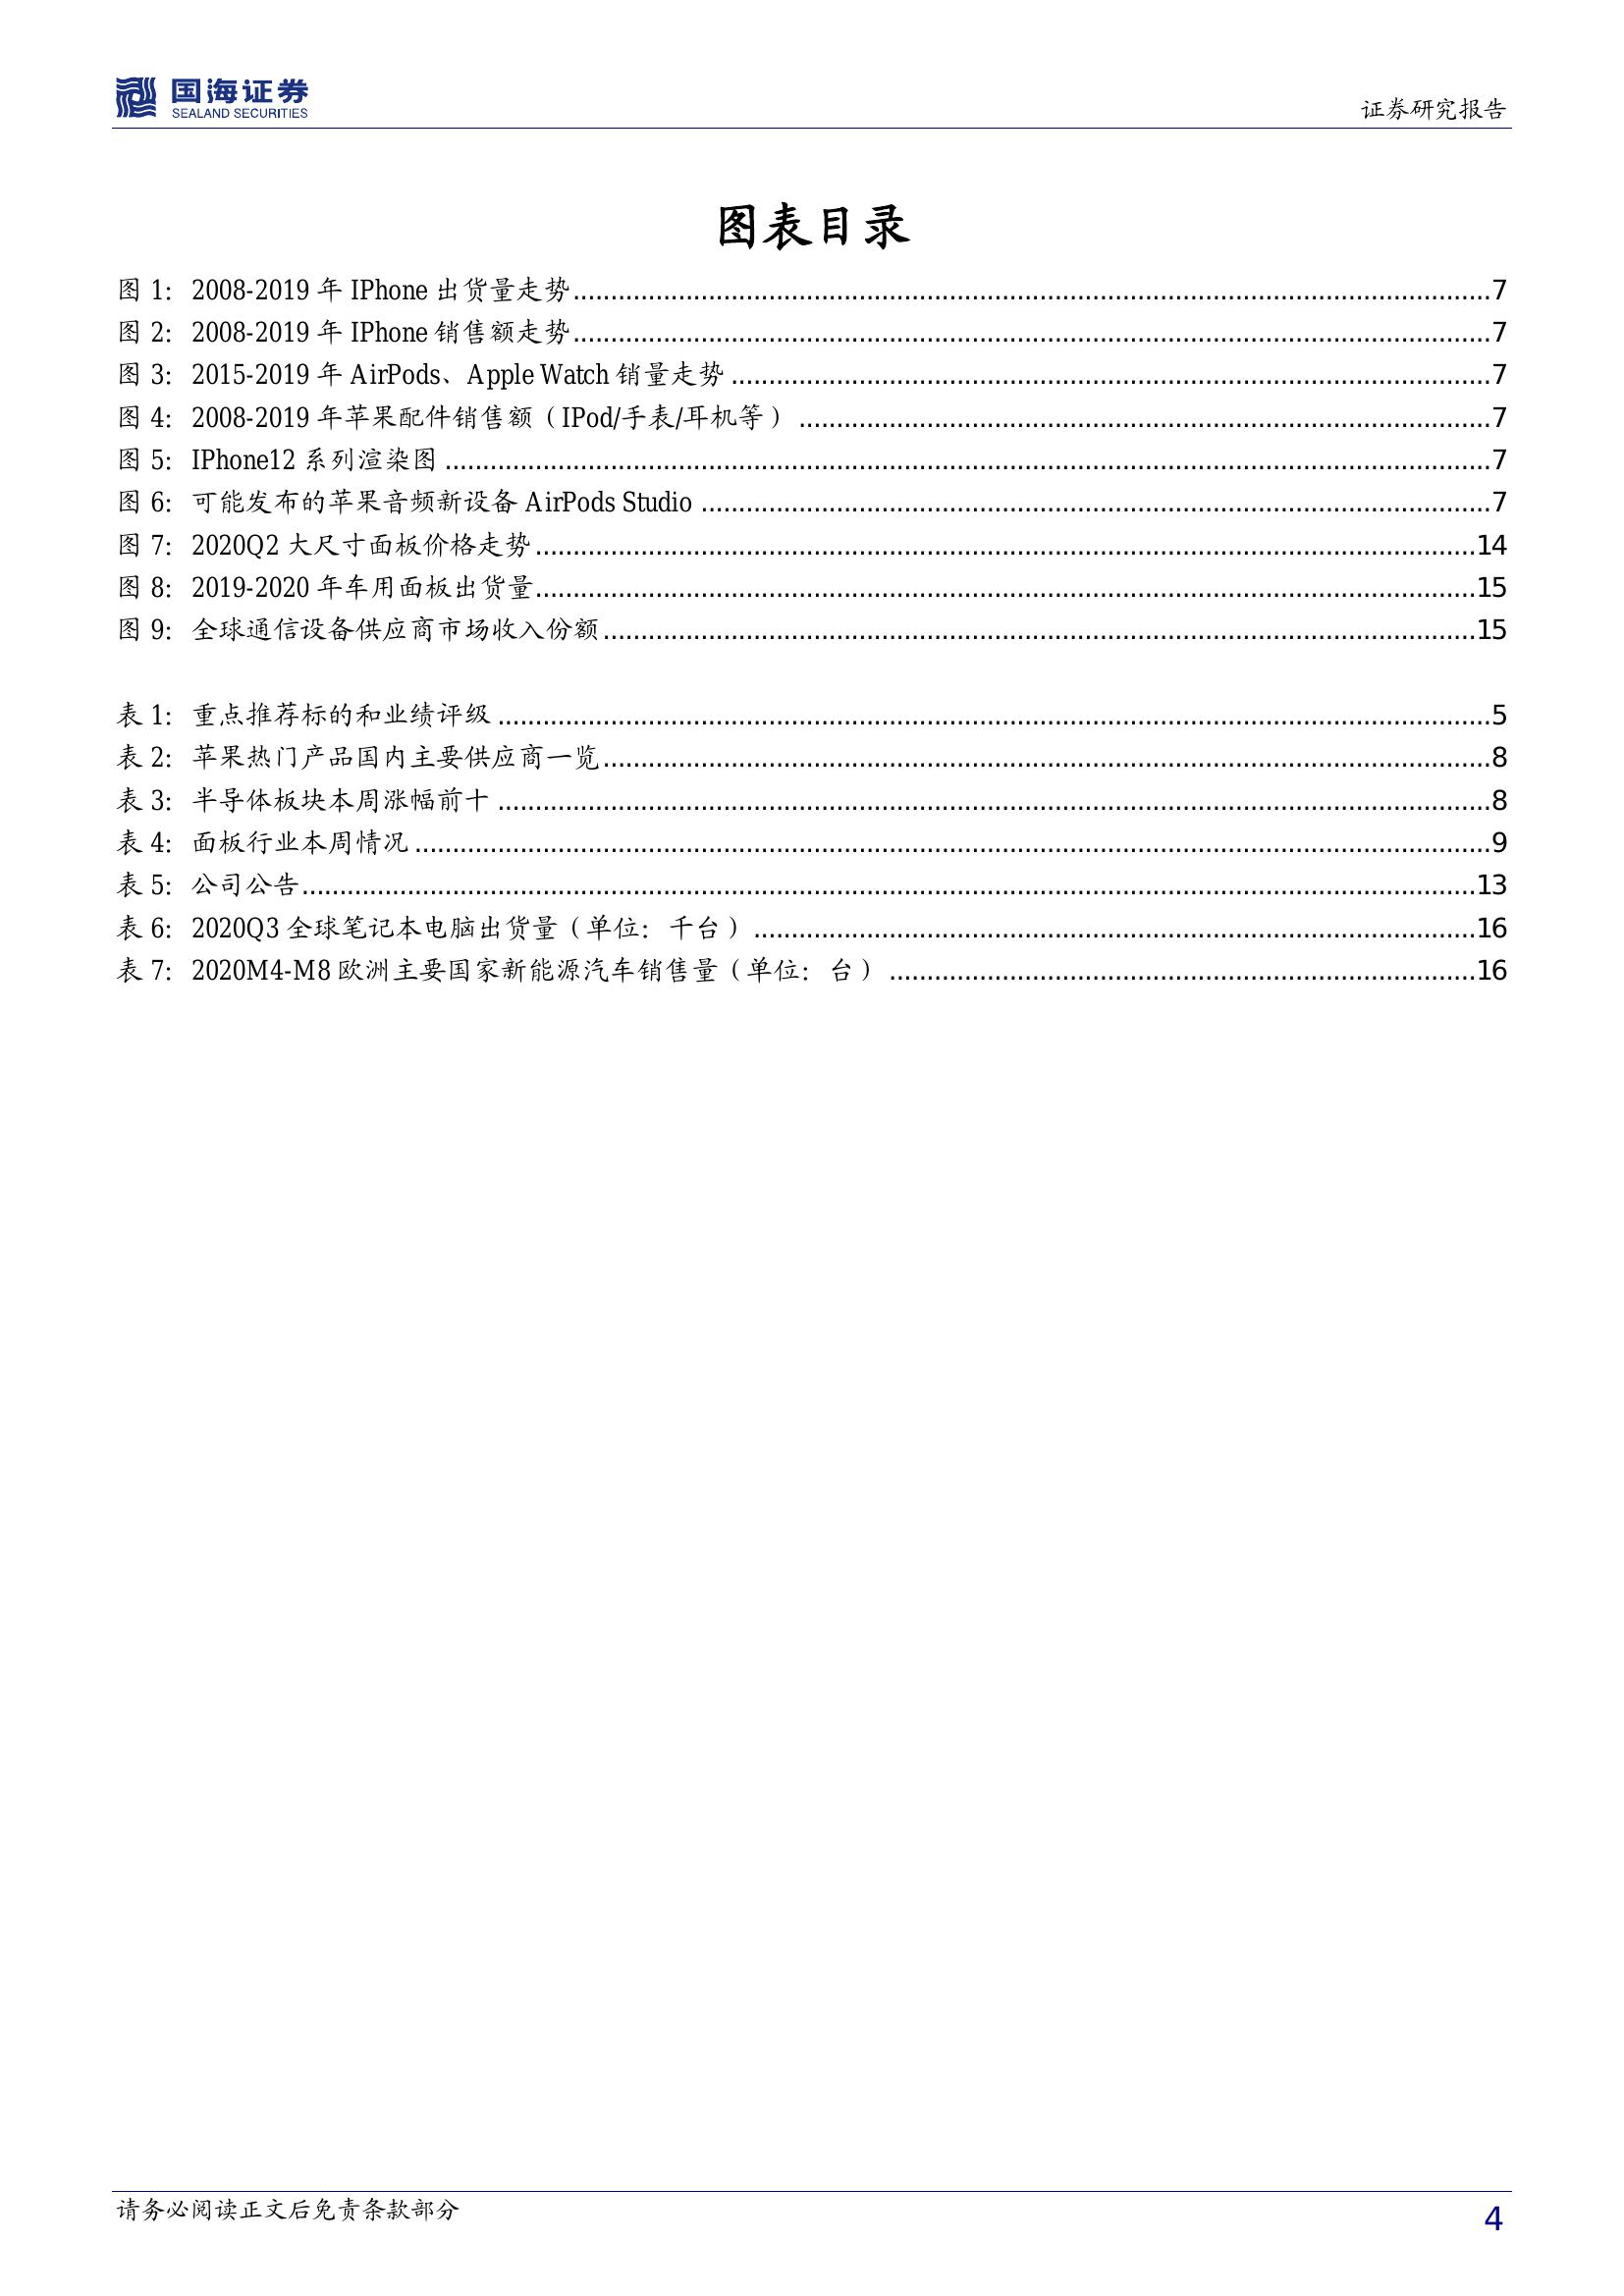 国海证券
SEALAND SECURITIES
证券研究报告
图表目录
图 1: 2008-2019 年 IPhone 出货量走势...7
图 2: 2008-2019 年 IPhone 销售额走势...7
图 3: 2015-2019 年 AirPods、Apple Watch 销量走势...7
图 4: 2008-2019 年苹果配件销售额（IPod/手表/耳机等）...7
图 5: IPhone12 系列渲染图...7
图 6: 可能发布的苹果音频新设备 AirPods Studio...7
图 7: 2020Q2 大尺寸面板价格走势...14
图 8: 2019-2020 年车用面板出货量...15
图 9: 全球通信设备供应商市场收入份额...15
表 1: 重点推荐标的和业绩评级...5
表 2: 苹果热门产品国内主要供应商一览...8
表 3: 半导体板块本周涨幅前十...8
表 4: 面板行业本周情况...9
表 5: 公司公告...13
表 6: 2020Q3 全球笔记本电脑出货量（单位: 千台）...16
表 7: 2020M4-M8 欧洲主要国家新能源汽车销售量（单位: 台）...16
请务必阅读正文后免责条款部分
4